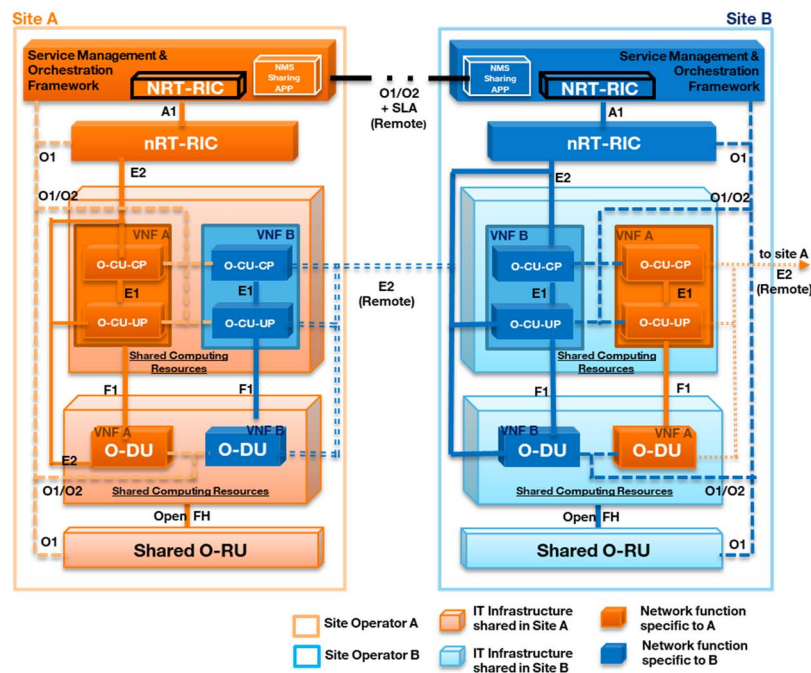 Site A
Service Management &
Orchestration
Framework
NRT-RIC
NMS
Sharing
APP
A1
nRT-RIC
O1
E2
O1/O2
VNF A
VNF B
O-CU-CP
O-CU-CP
E1
E1
O-CU-UP
O-CU-UP
Shared Computing
Resources
F1
F1
VNF A
VNF B
O-DU
O-DU
E2
O1/O2
Shared Computing Resources
Open FH
O1
Shared O-RU
O1/O2
+ SLA
(Remote)
E2
(Remote)
Site B
NMS
Sharing
APP
NRT-RIC
Service Management &
Orchestration
Framework
A1
nRT-RIC
O1
E2
O1/O2
VNF B
VNF A
O-CU-CP
O-CU-CP
E1
E1
O-CU-UP
O-CU-UP
Shared Computing
Resources
to site A
E2
(Remote)
F1
F1
VNF B
VNF A
O-DU
O-DU
Shared Computing Resources
O1/O2
Open FH
Shared O-RU
O1
Site Operator A
IT Infrastructure
shared in Site A
Network function
specific to A
Site Operator B
IT Infrastructure
shared in Site B
Network function
specific to B